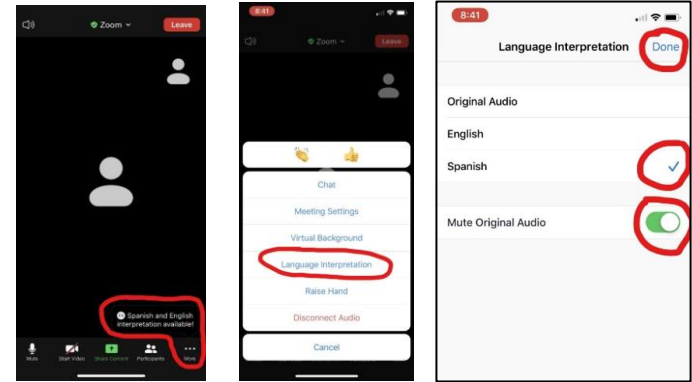 Zoom
Leave
Spanish and English
interpretation available!
Mute
Start Video
Share Content
Participants
More
8:41
Zoom
Leave
Chat
Meeting Settings
Virtual Background
Language Interpretation
Raise Hand
Disconnect Audio
Cancel
8:41
Language Interpretation
Done
Original Audio
English
Spanish
Mute Original Audio